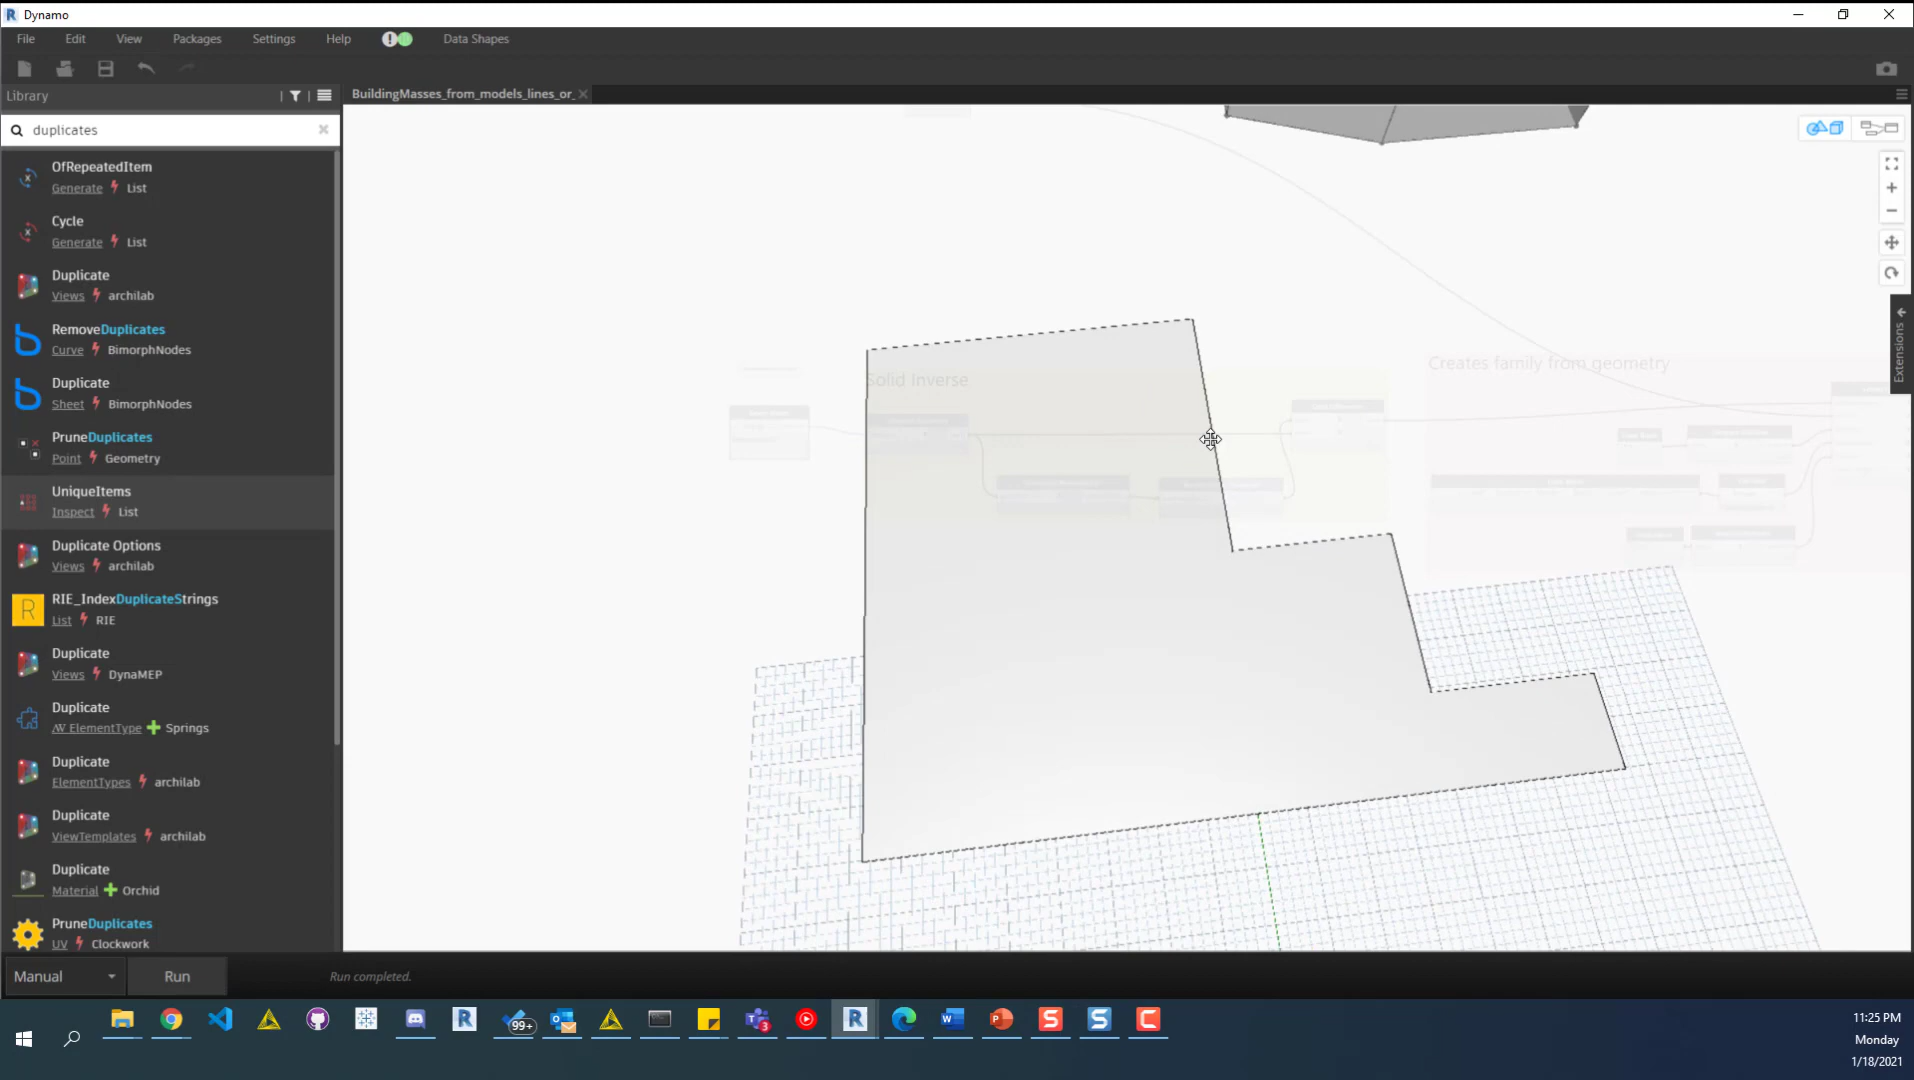 Dynamo
File Edit View Packages Settings Help Data Shapes
Library
BuildingMasses_from_models_lines_or_
duplicates
OfRepeatedItem
Generate List
Cycle
Generate List
Duplicate
Views archilab
RemoveDuplicates
Curve BimorphNodes
Duplicate
Sheet BimorphNodes
PruneDuplicates
Point Geometry
UniqueItems
Inspect List
Duplicate Options
Views archilab
RIE_IndexDuplicateStrings
List RIE
Duplicate
Views DynaMEP
Duplicate
ElementType Springs
Duplicate
ElementTypes archilab
Duplicate
ViewTemplates archilab
Duplicate
Material Orchid
PruneDuplicates
UV Clockwork
Solid Inverse
Creates family from geometry
Extensions
Manual Run Run completed.
99+
3
11:25 PM
Monday
1/18/2021